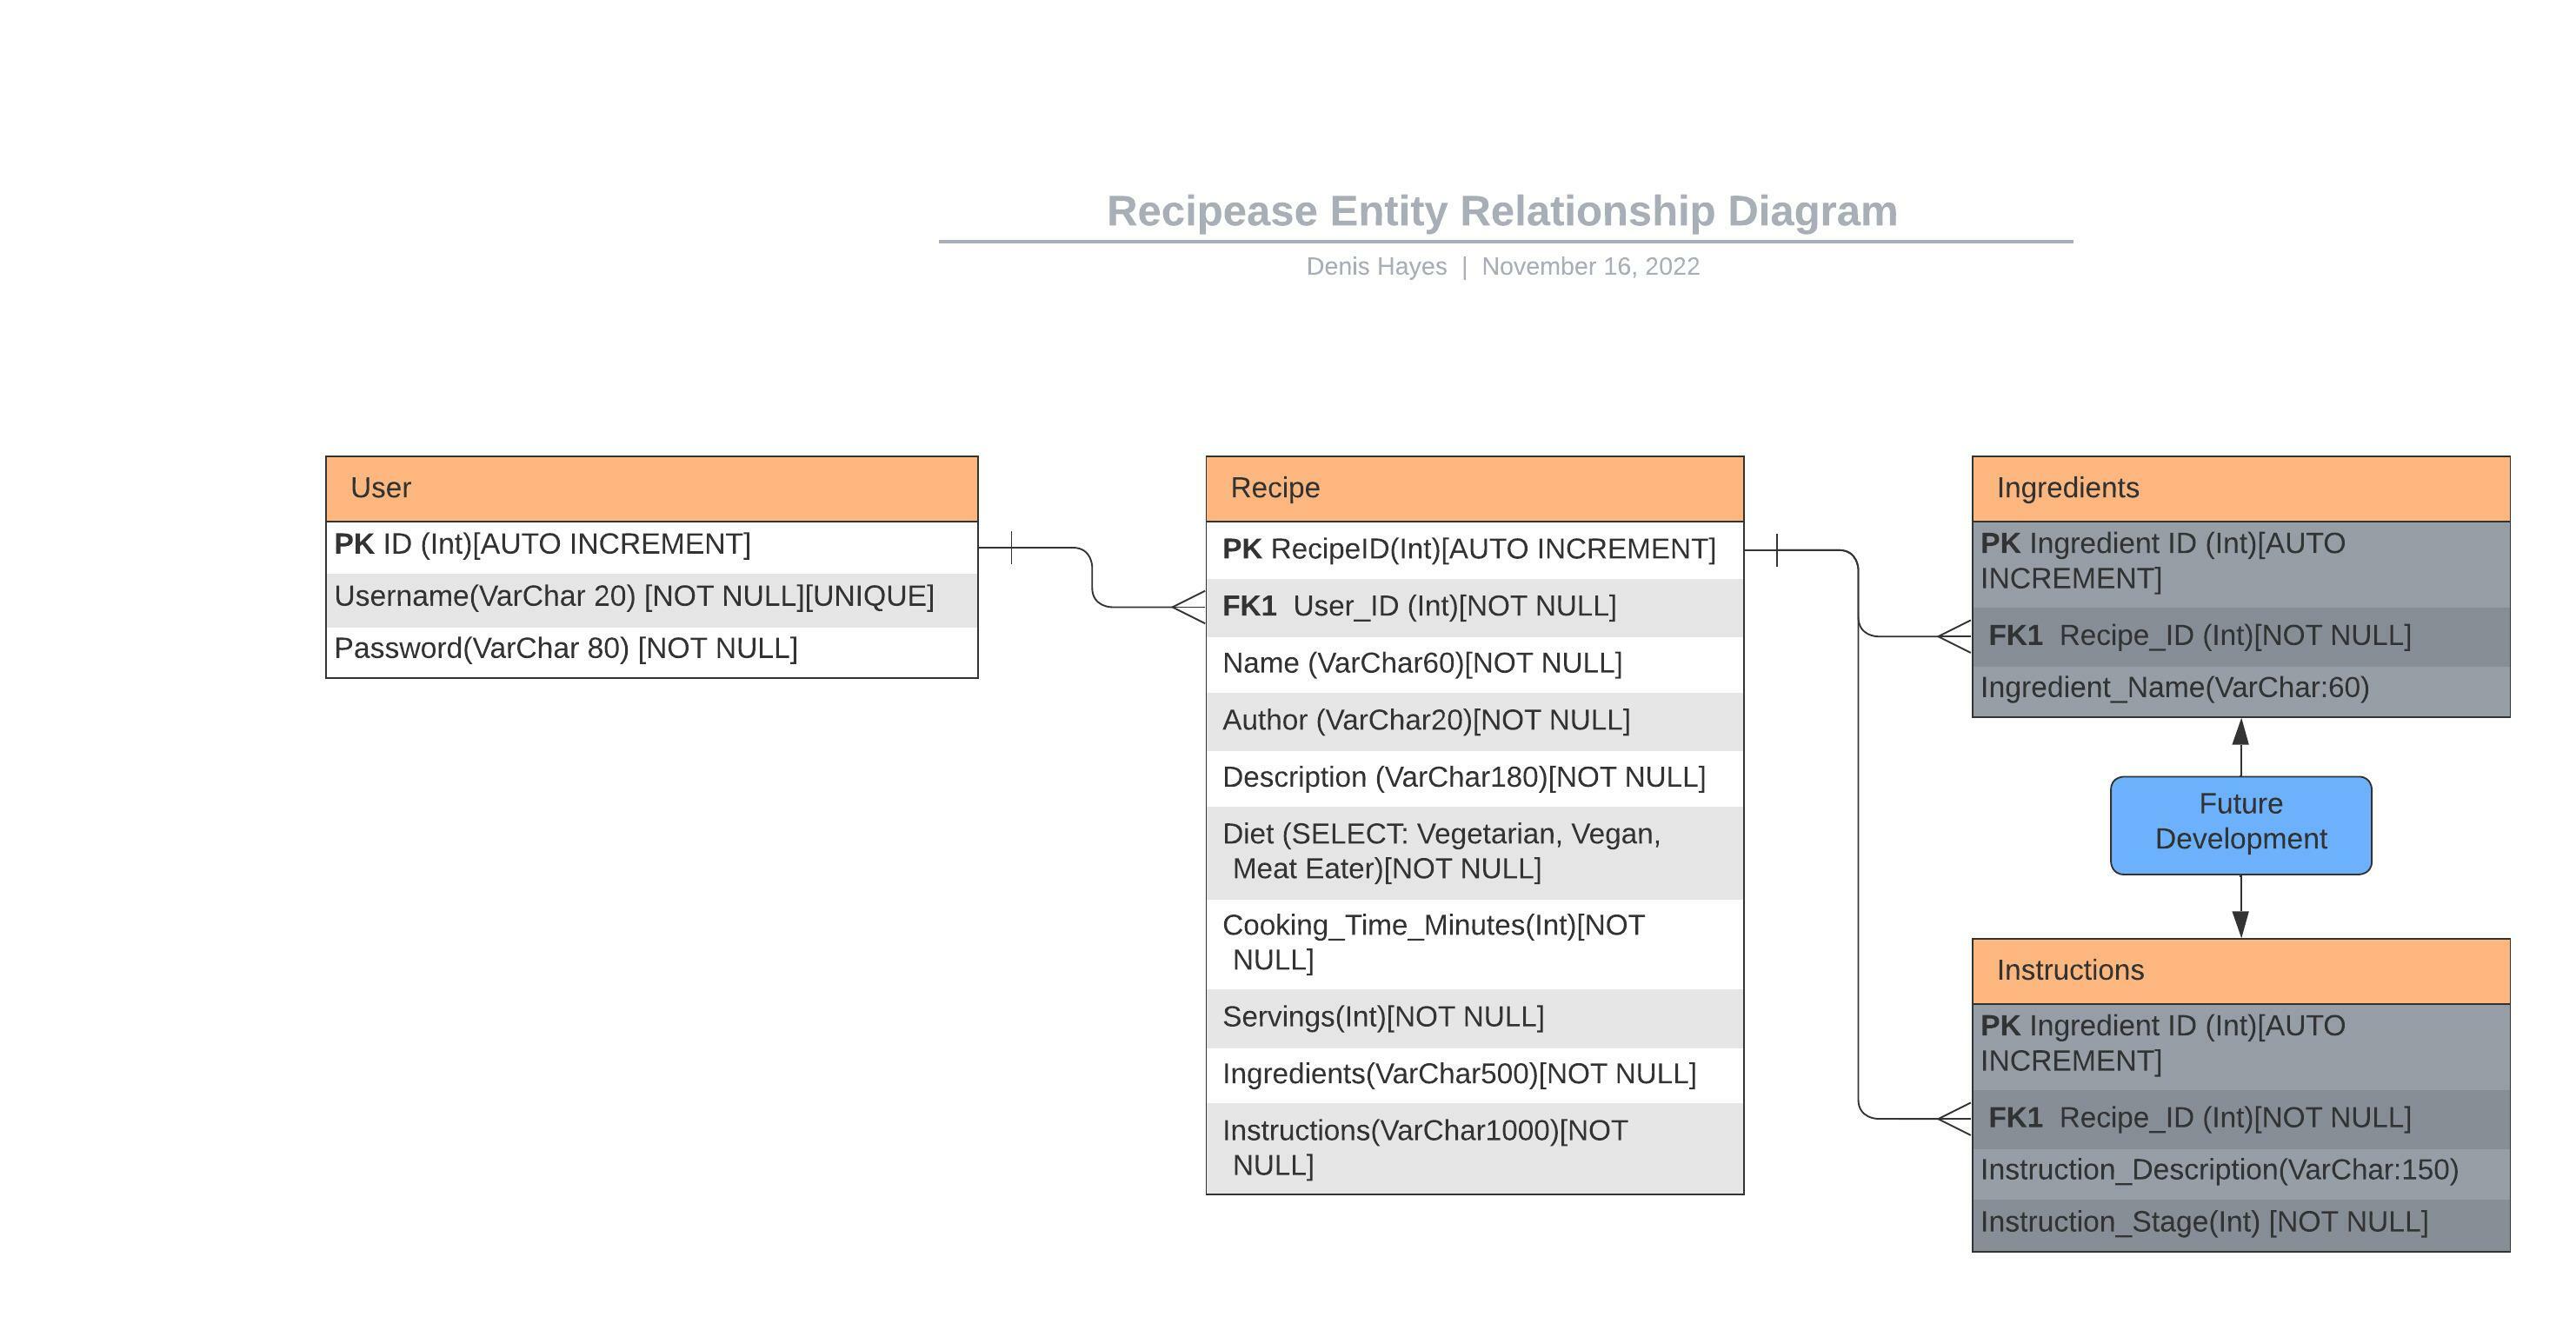 Recipease Entity Relationship Diagram
Denis Hayes | November 16, 2022
User
PK ID (Int)[AUTO INCREMENT]
Username(VarChar 20) [NOT NULL][UNIQUE]
Password(VarChar 80) [NOT NULL]
Recipe
PK RecipeID(Int)[AUTO INCREMENT]
FK1 User_ID (Int)[NOT NULL]
Name (VarChar60)[NOT NULL]
Author (VarChar20)[NOT NULL]
Description (VarChar180)[NOT NULL]
Diet (SELECT: Vegetarian, Vegan,
Meat Eater)[NOT NULL]
Cooking_Time_Minutes(Int)[NOT
NULL]
Servings(Int)[NOT NULL]
Ingredients(VarChar500)[NOT NULL]
Instructions(VarChar1000)[NOT
NULL]
Ingredients
PK Ingredient ID (Int)[AUTO
INCREMENT]
FK1 Recipe_ID (Int)[NOT NULL]
Ingredient_Name(VarChar:60)
Future
Development
Instructions
PK Ingredient ID (Int)[AUTO
INCREMENT]
FK1 Recipe_ID (Int)[NOT NULL]
Instruction_Description(VarChar:150)
Instruction_Stage(Int) [NOT NULL]